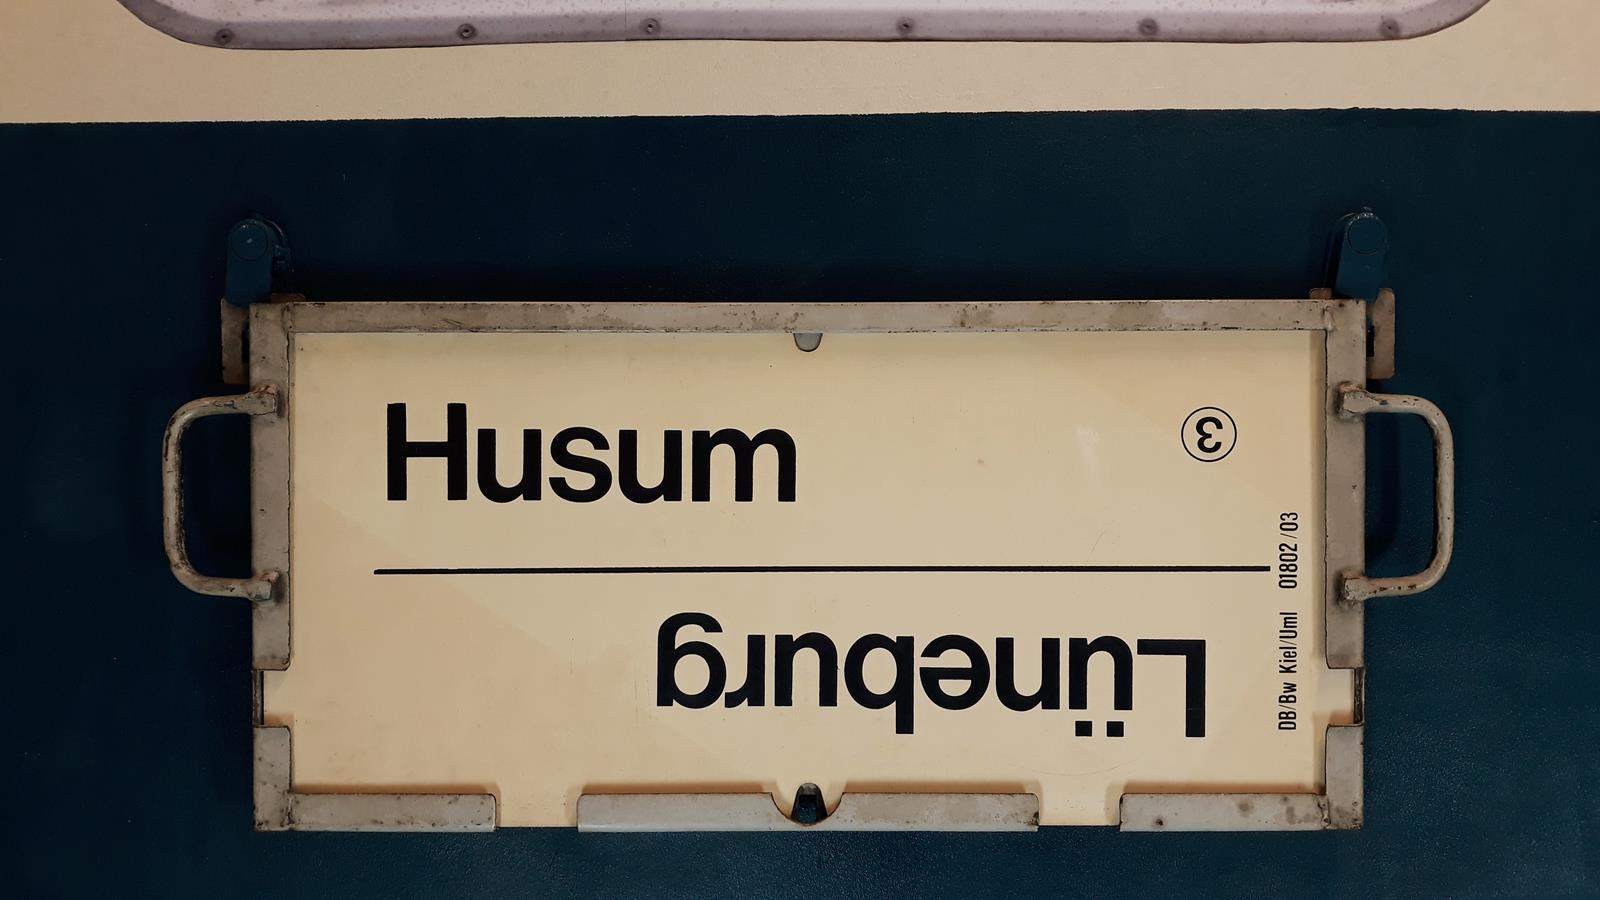 Husum
3
Lüneburg
DB/Bw Kiel/Uml 01802/03